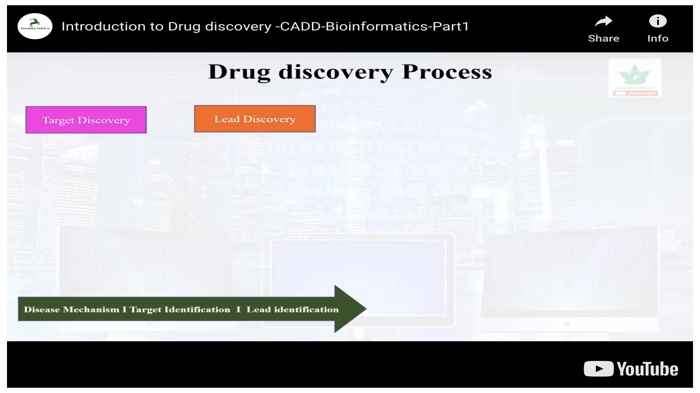 Introduction to Drug discovery -CADD-Bioinformatics-Part1
Share
Info
Drug discovery Process
Target Discovery
Lead Discovery
Disease Mechanism I Target Identification I Lead identification
YouTube